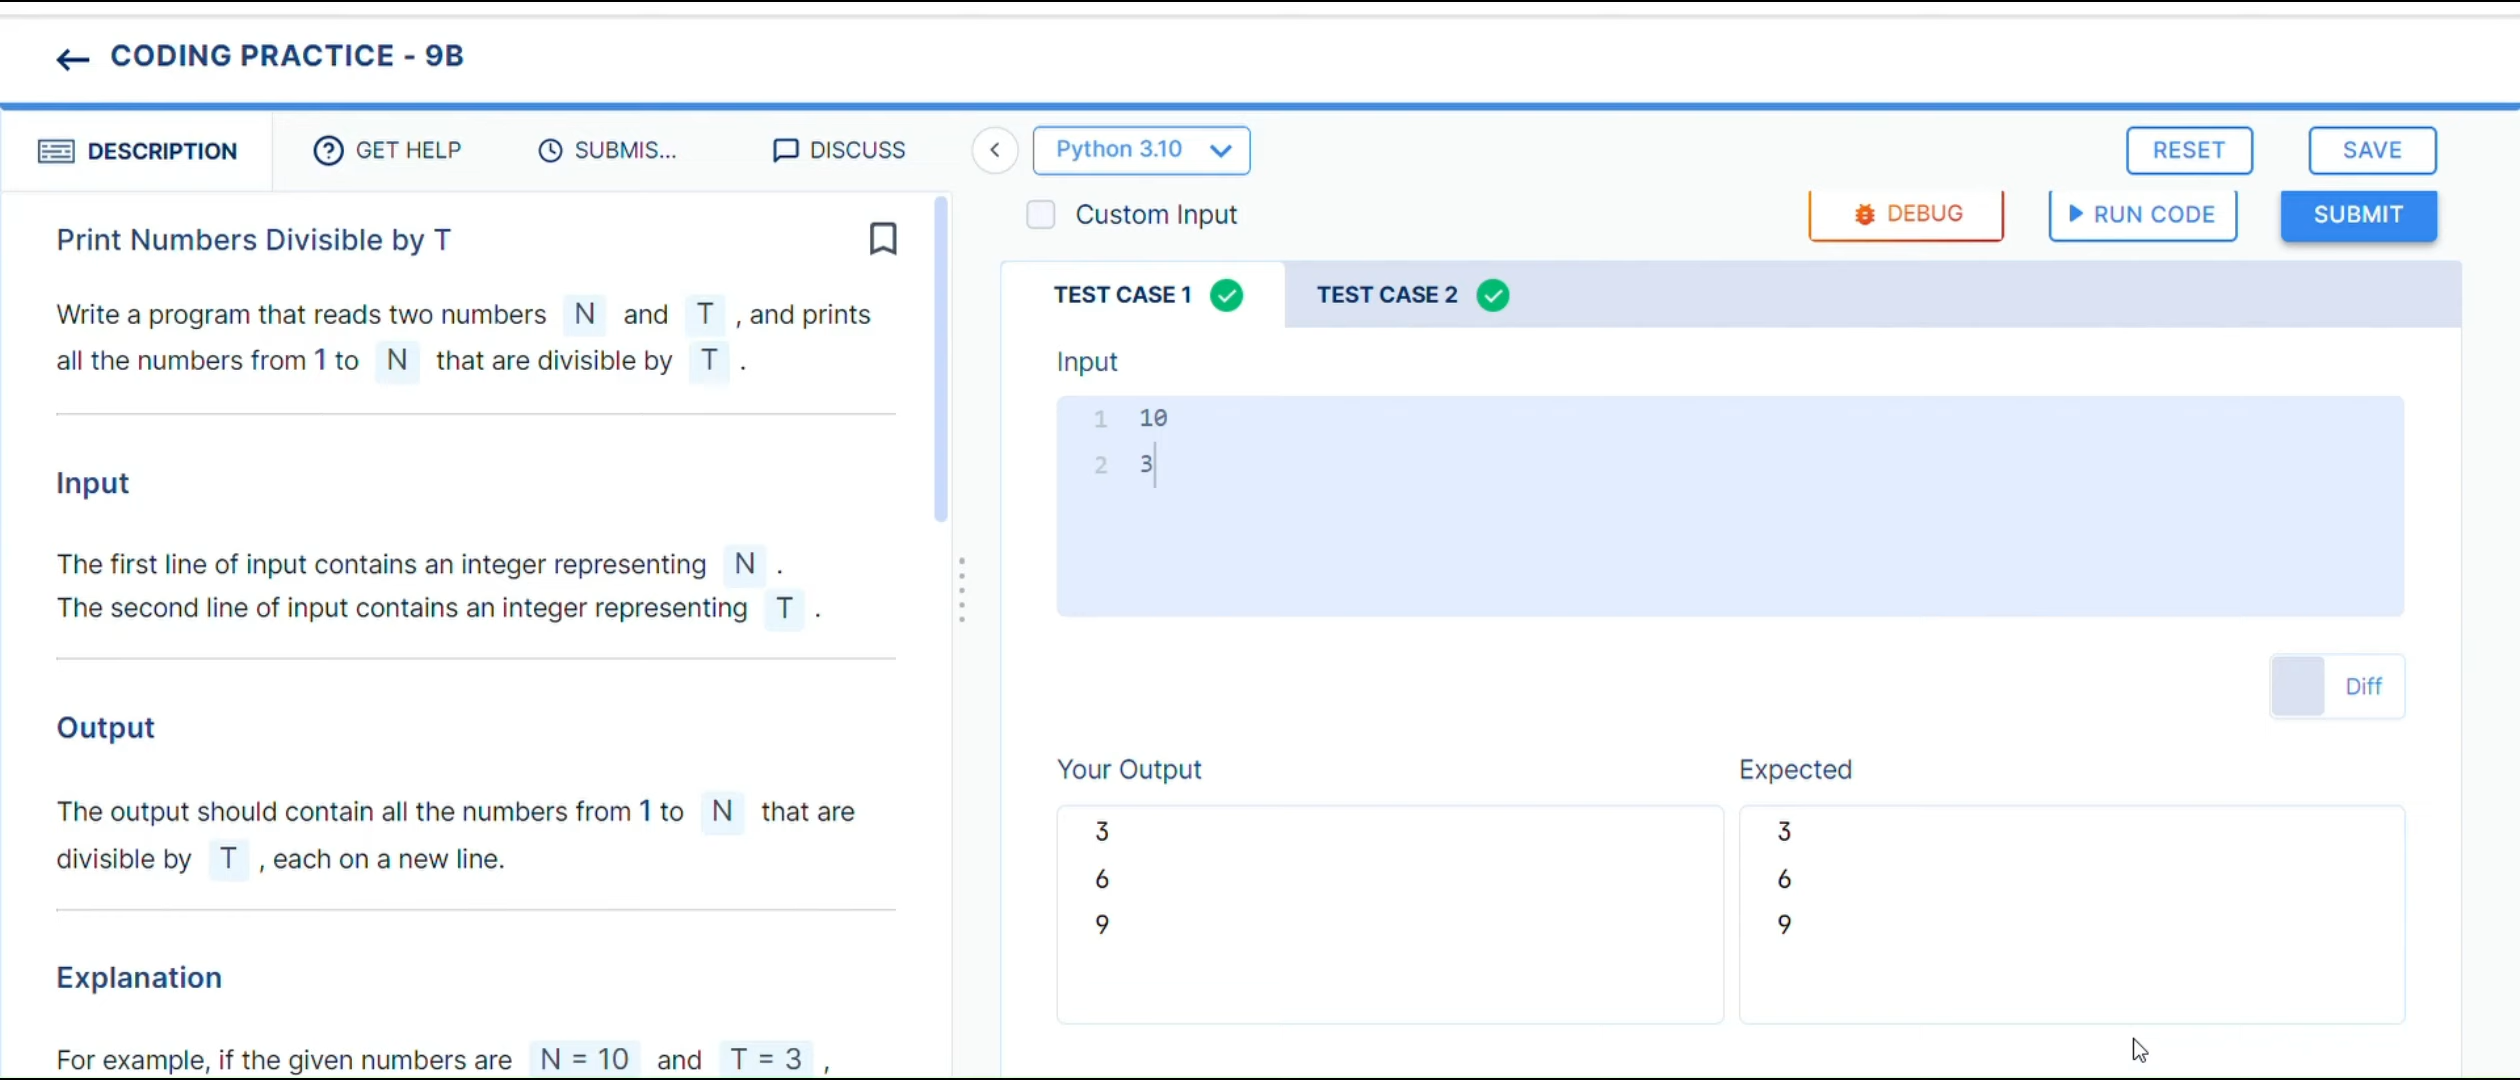 CODING PRACTICE - 9B
DESCRIPTION
GET HELP
SUBMIS...
DISCUSS
Python 3.10
RESET
SAVE
Print Numbers Divisible by T
Write a program that reads two numbers N and T , and prints
all the numbers from 1 to N that are divisible by T .
Input
The first line of input contains an integer representing N .
The second line of input contains an integer representing T .
Output
The output should contain all the numbers from 1 to N that are
divisible by T , each on a new line.
Explanation
For example, if the given numbers are N = 10 and T = 3 ,
Custom Input
DEBUG
RUN CODE
SUBMIT
TEST CASE 1
TEST CASE 2
Input
1 10
2 3
Diff
Your Output
3
6
9
Expected
3
6
9